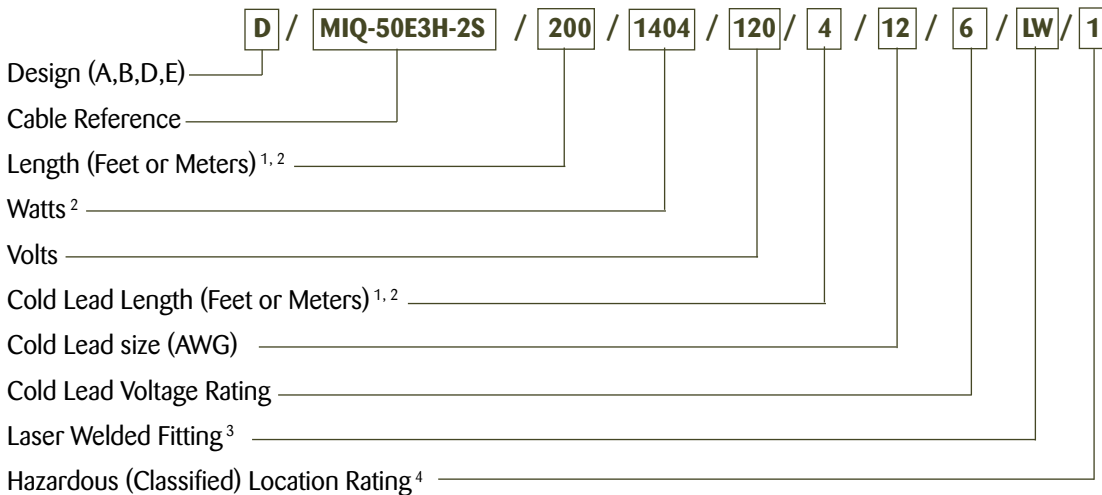 D / MIQ-50E3H-2S / 200 / 1404 / 120 / 4 / 12 / 6 / LW / 1
Design (A,B,D,E)
Cable Reference
Length (Feet or Meters) 1, 2
Watts 2
Volts
Cold Lead Length (Feet or Meters) 1, 2
Cold Lead size (AWG)
Cold Lead Voltage Rating
Laser Welded Fitting 3
Hazardous (Classified) Location Rating 4